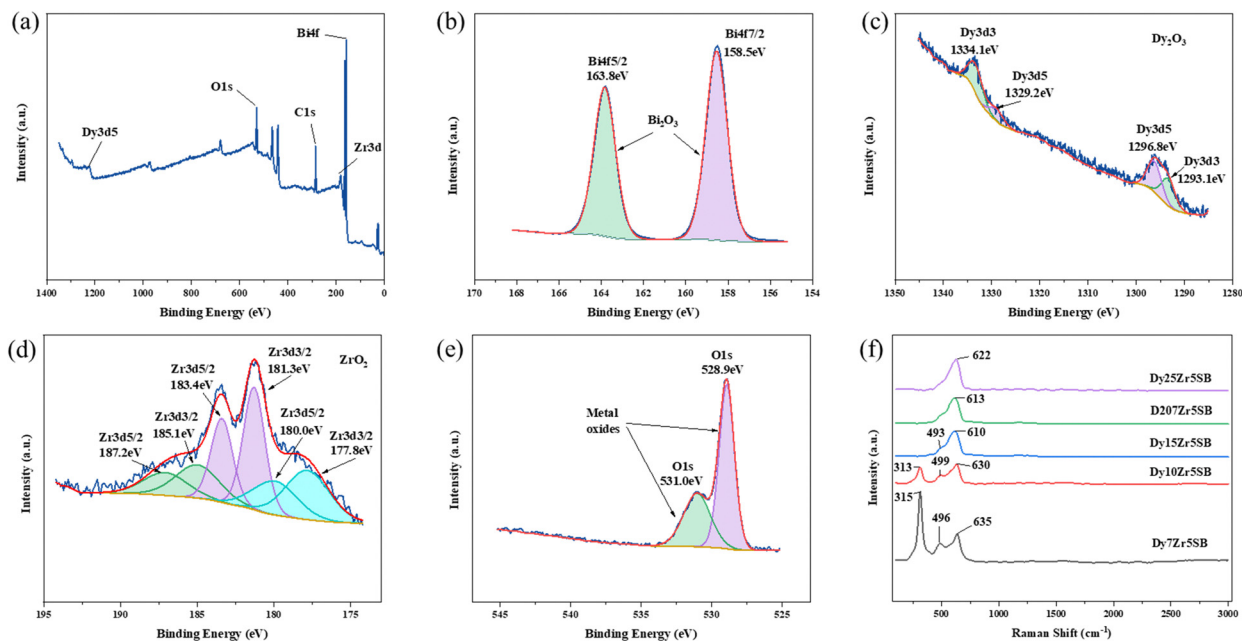 (a)
Bi4f
O1s
C1s
Dy3d5
Zr3d
Intensity (a.u.)
1400 1200 1000 800 600 400 200 0
Binding Energy (eV)
(b)
Bi4f7/2
158.5eV
Bi4f5/2
163.8eV
Bi₂O₃
Intensity (a.u.)
170 168 166 164 162 160 158 156 154
Binding Energy (eV)
(c)
Dy3d3
1334.1eV
Dy₂O₃
Dy3d5
1329.2eV
Dy3d5
1296.8eV
Dy3d3
1293.1eV
Intensity (a.u.)
1350 1340 1330 1320 1310 1300 1290 1280
Binding Energy (eV)
(d)
Zr3d3/2
181.3eV
ZrO₂
Zr3d5/2
183.4eV
Zr3d5/2
180.0eV
Zr3d3/2
185.1eV
Zr3d3/2
177.8eV
Zr3d5/2
187.2eV
Intensity (a.u.)
195 190 185 180 175
Binding Energy (eV)
(e)
O1s
528.9eV
Metal
oxides
O1s
531.0eV
Intensity (a.u.)
545 540 535 530 525
Binding Energy (eV)
(f)
622
Dy25Zr5SB
613
D207Zr5SB
493 610
Dy15Zr5SB
313 499 630
Dy10Zr5SB
315
496 635
Dy7Zr5SB
Intensity (a.u.)
500 1000 1500 2000 2500 3000
Raman Shift (cm⁻¹)